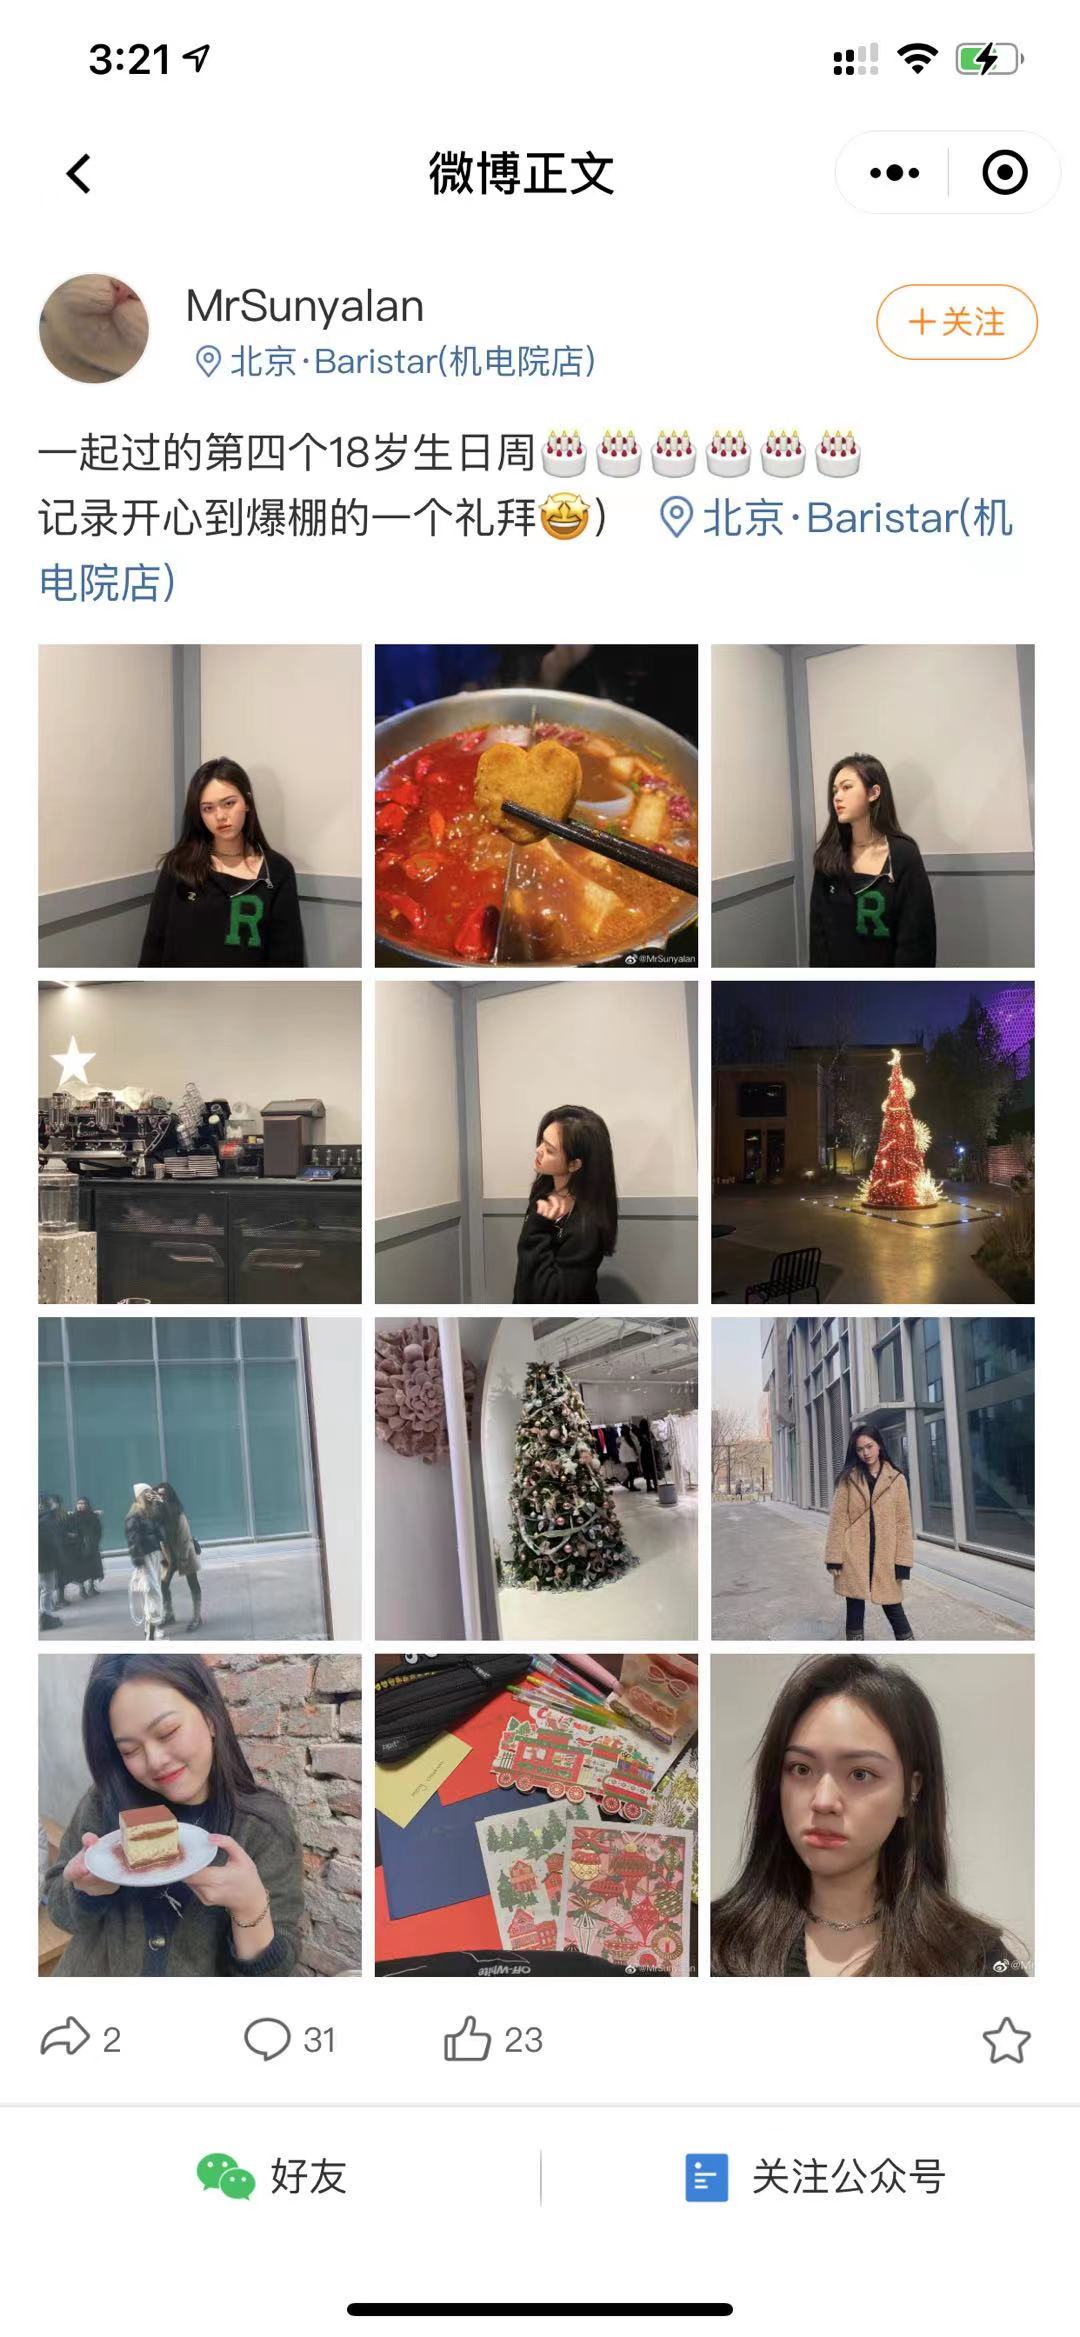 3:21
微博正文
MrSunyalan
北京·Baristar(机电院店)
+关注
一起过的第四个18岁生日周🎂🎂🎂🎂🎂🎂
记录开心到爆棚的一个礼拜🤩) 北京·Baristar(机
电院店)
R
@MrSunyalan
R
OFF-White
@MrSunyalan
2
31
23
好友
关注公众号